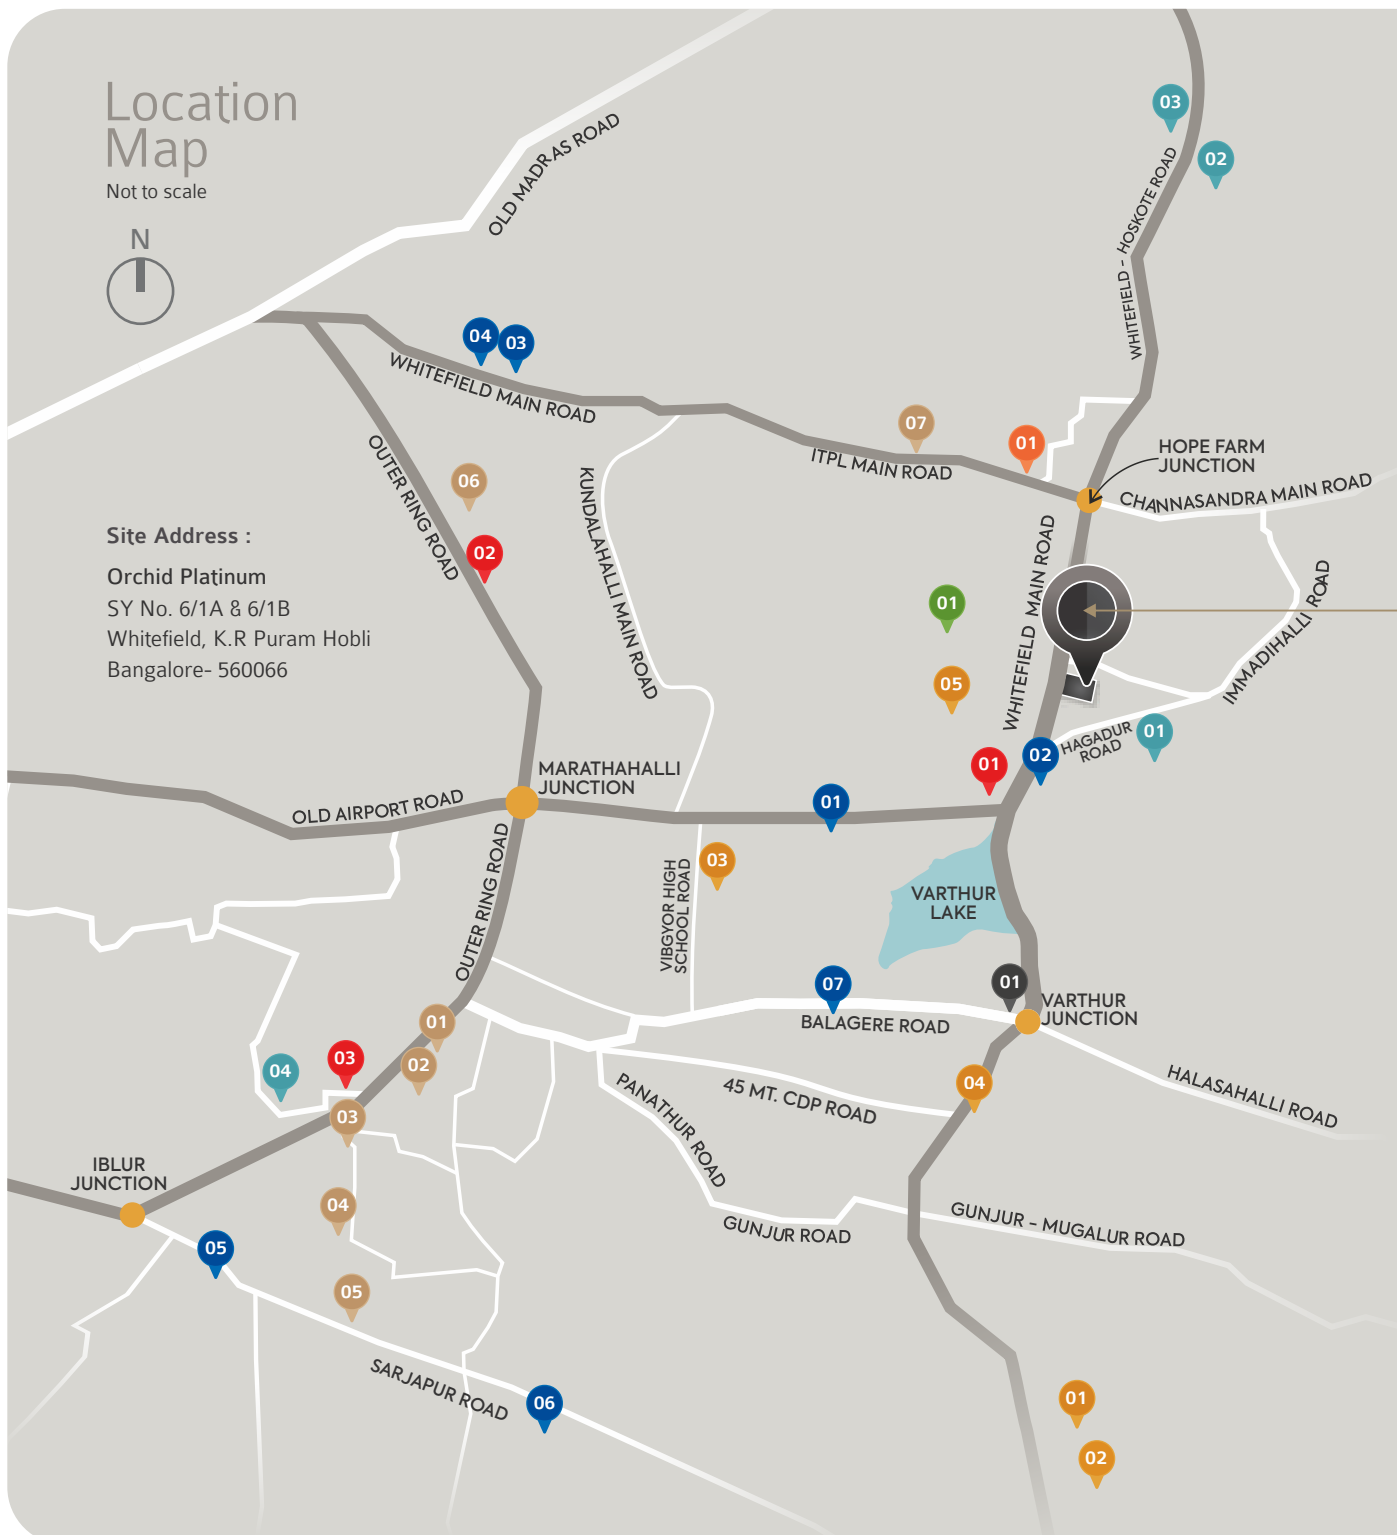 Location
Map
Not to scale
N
OLD MADRAS ROAD
03
02
WHITEFIELD - HOSKOTE ROAD
04
03
WHITEFIELD MAIN ROAD
07
01
ITPL MAIN ROAD
HOPE FARM
JUNCTION
CHANNASANDRA MAIN ROAD
OUTER RING ROAD
06
02
KUNDALAHALLI MAIN ROAD
Site Address :
Orchid Platinum
SY No. 6/1A & 6/1B
Whitefield, K.R Puram Hobli
Bangalore- 560066
01
05
WHITEFIELD MAIN ROAD
IMMADIHALLI ROAD
HAGADUR
ROAD
01
02
01
MARATHAHALLI
JUNCTION
OLD AIRPORT ROAD
01
03
VIBGYOR HIGH
SCHOOL ROAD
VARTHUR
LAKE
OUTER RING ROAD
07
01
VARTHUR
JUNCTION
BALAGERE ROAD
01
02
03
04
03
04
HALASAHALLI ROAD
45 MT. CDP ROAD
PANATHUR ROAD
IBLUR
JUNCTION
04
GUNJUR ROAD
GUNJUR - MUGALUR ROAD
05
05
SARJAPUR ROAD
06
01
02